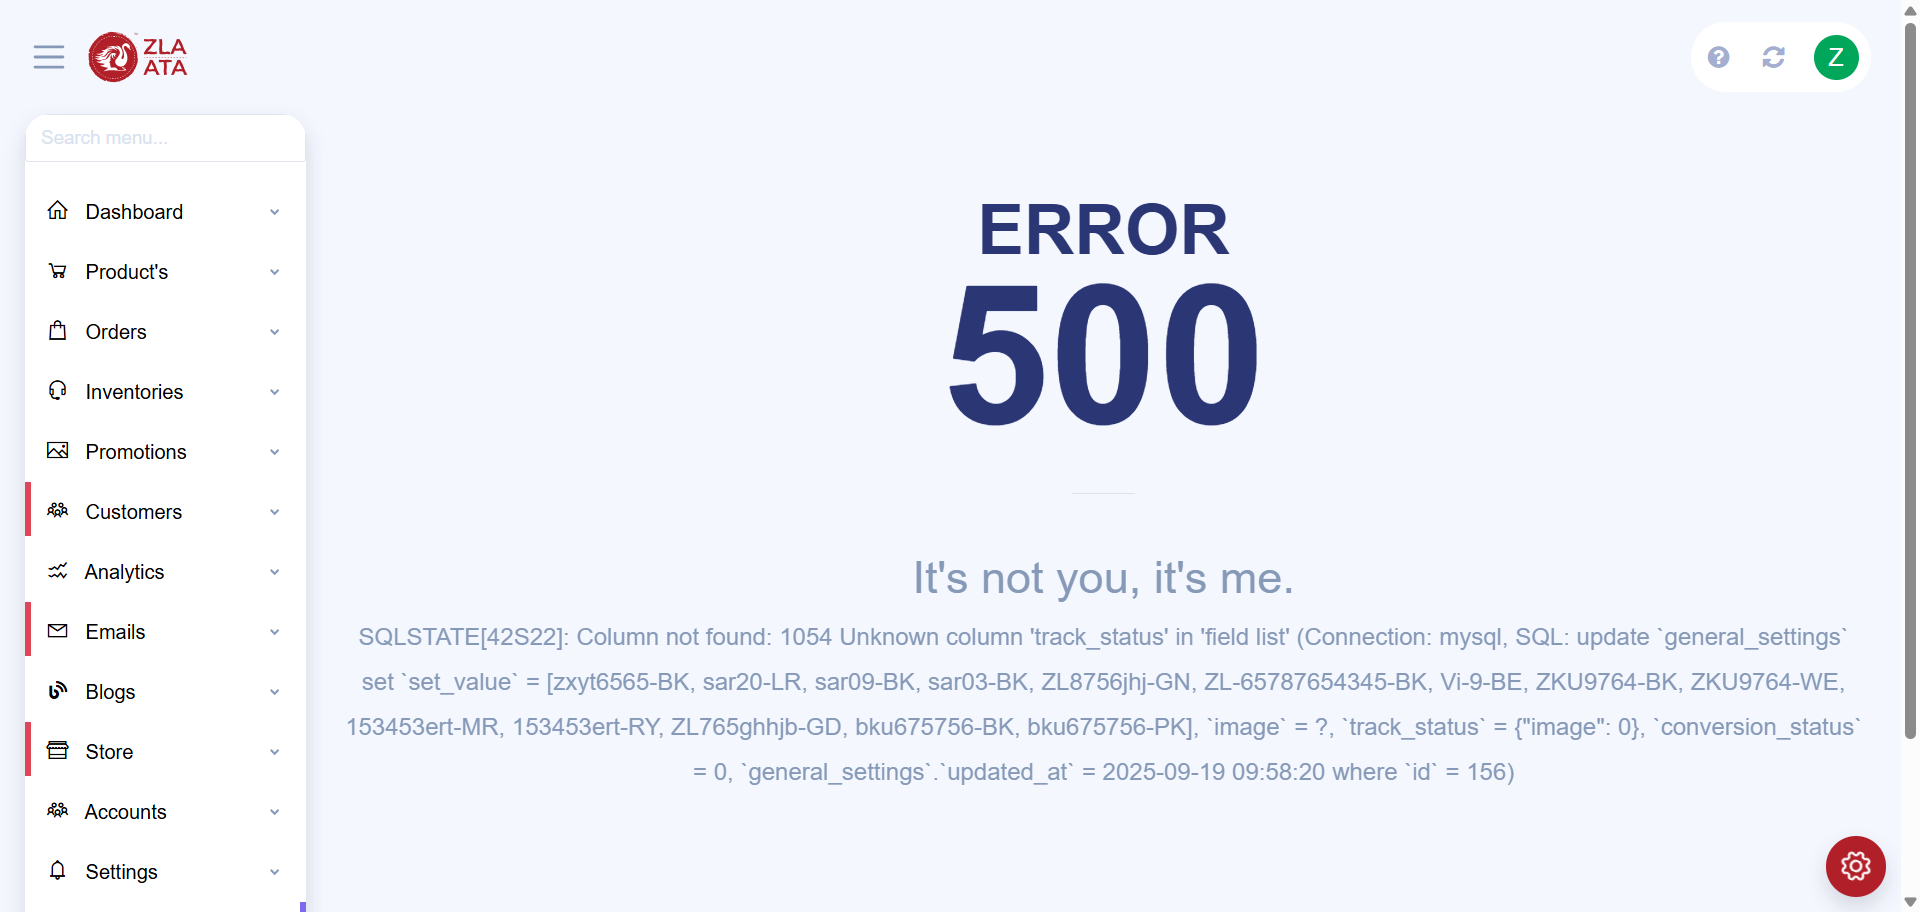 ZLA
ATA
Z
Search menu...
Dashboard
Product's
Orders
Inventories
Promotions
Customers
Analytics
Emails
Blogs
Store
Accounts
Settings
ERROR
500
It's not you, it's me.
SQLSTATE[42S22]: Column not found: 1054 Unknown column 'track_status' in 'field list' (Connection: mysql, SQL: update `general_settings`
set `set_value` = [zxyt6565-BK, sar20-LR, sar09-BK, sar03-BK, ZL8756jhj-GN, ZL-65787654345-BK, Vi-9-BE, ZKU9764-BK, ZKU9764-WE,
153453ert-MR, 153453ert-RY, ZL765ghhjb-GD, bku675756-BK, bku675756-PK], `image` = ?, `track_status` = {"image": 0}, `conversion_status`
= 0, `general_settings`.`updated_at` = 2025-09-19 09:58:20 where `id` = 156)